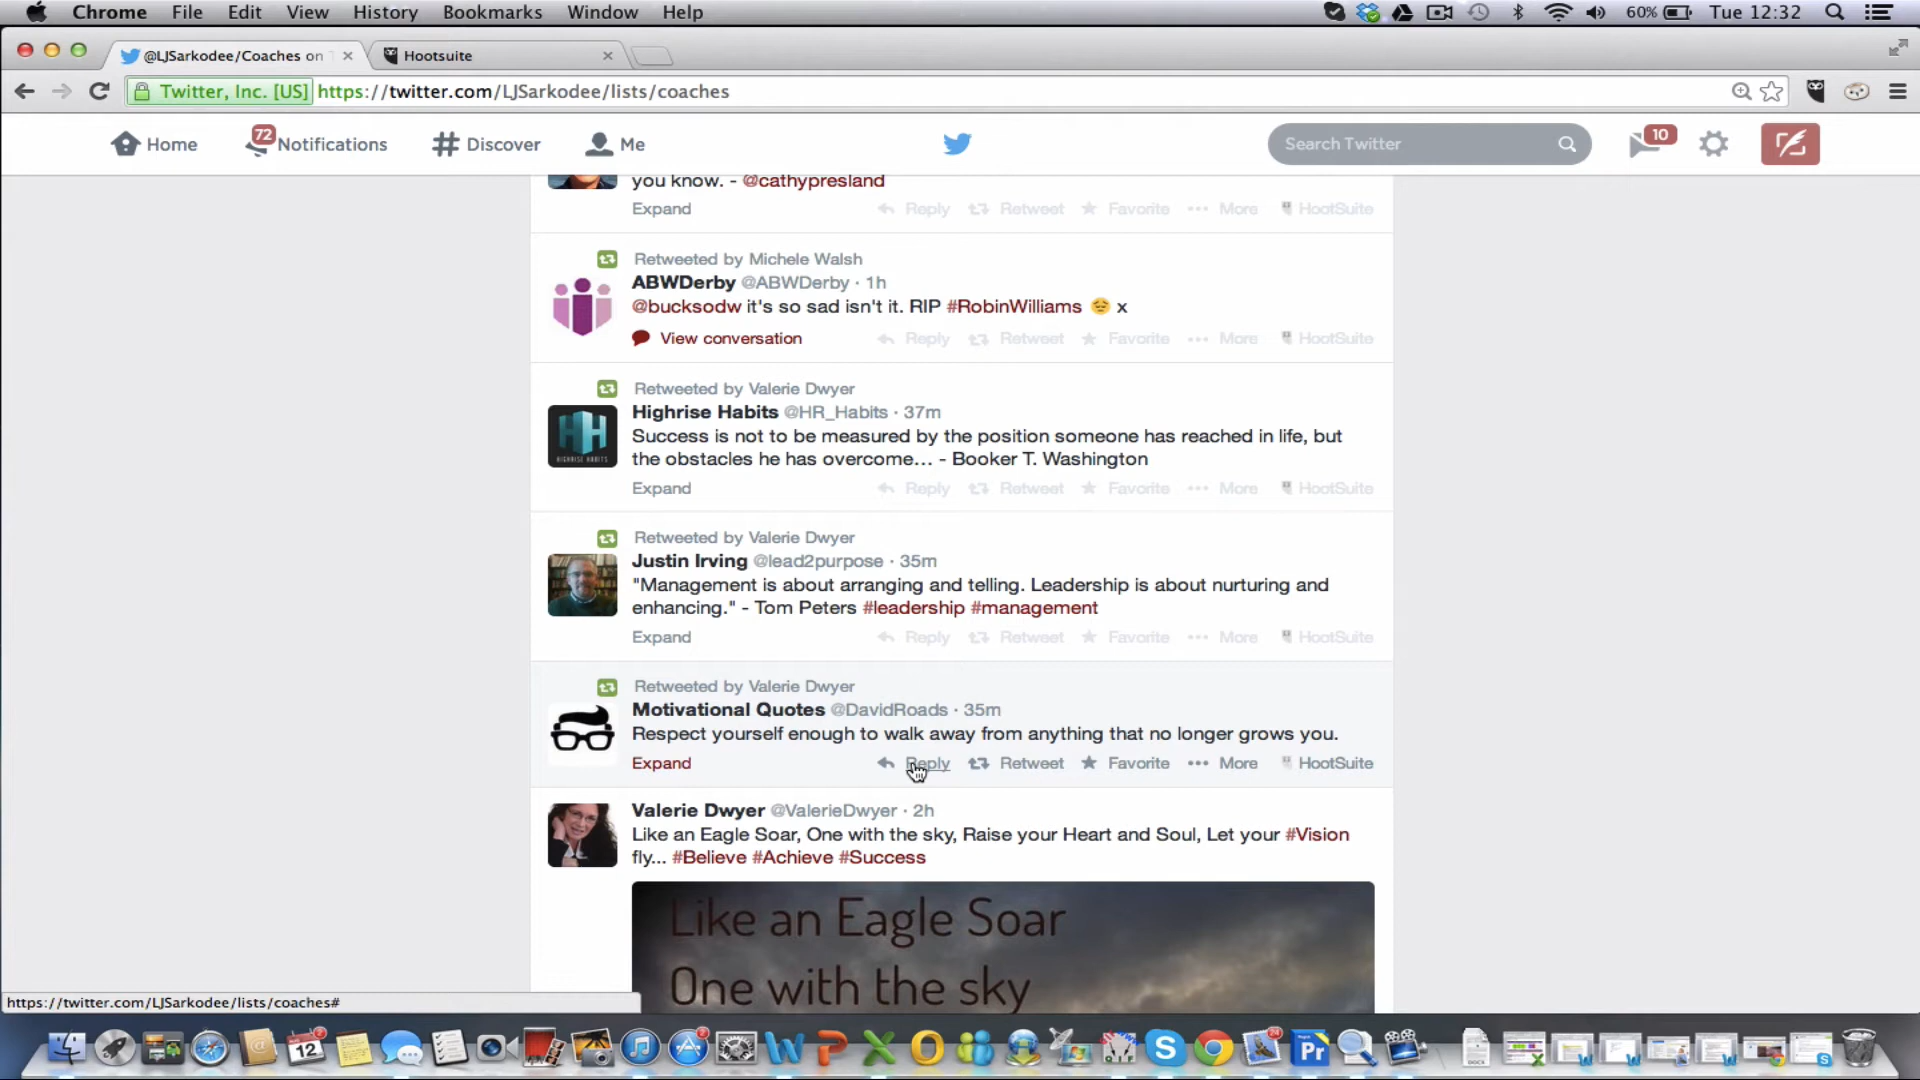 Chrome File Edit View History Bookmarks Window Help 60% Tue 12:32
@LJSarkodee/Coaches on Hootsuite
Twitter, Inc. [US] https://twitter.com/LJSarkodee/lists/coaches
Home 72 Notifications Discover Me Search Twitter 10
you know. - @cathypresland
Expand Reply Retweet Favorite More HootSuite
Retweeted by Michele Walsh
ABWDerby @ABWDerby · 1h
@bucksodw it's so sad isn't it. RIP #RobinWilliams 😔 x
View conversation Reply Retweet Favorite More HootSuite
Retweeted by Valerie Dwyer
Highrise Habits @HR_Habits · 37m
Success is not to be measured by the position someone has reached in life, but
the obstacles he has overcome… - Booker T. Washington
HIGHRISE HABITS
Expand Reply Retweet Favorite More HootSuite
Retweeted by Valerie Dwyer
Justin Irving @lead2purpose · 35m
"Management is about arranging and telling. Leadership is about nurturing and
enhancing." - Tom Peters #leadership #management
Expand Reply Retweet Favorite More HootSuite
Retweeted by Valerie Dwyer
Motivational Quotes @DavidRoads · 35m
Respect yourself enough to walk away from anything that no longer grows you.
Expand Reply Retweet Favorite More HootSuite
Valerie Dwyer @ValerieDwyer · 2h
Like an Eagle Soar, One with the sky, Raise your Heart and Soul, Let your #Vision
fly... #Believe #Achieve #Success
Like an Eagle Soar
One with the sky
https://twitter.com/LJSarkodee/lists/coaches#
12 2 2 24 Pr